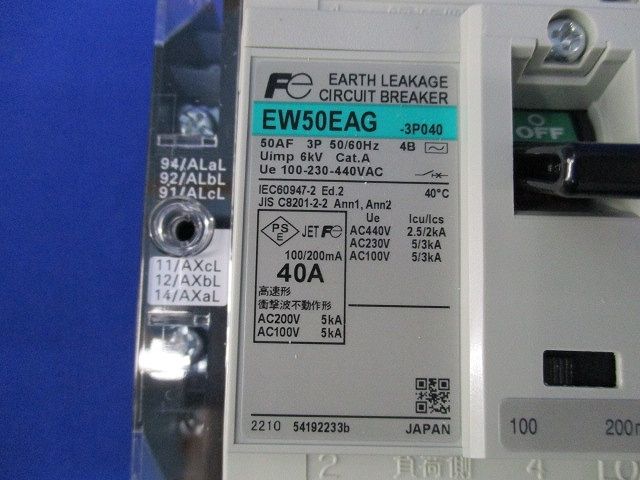 Fe EARTH LEAKAGE
CIRCUIT BREAKER
EW50EAG -3P040
50AF 3P 50/60Hz 4B
Uimp 6kV Cat.A
Ue 100-230-440VAC
IEC60947-2 Ed.2 40°C
JIS C8201-2-2 Ann1, Ann2
Ue Icu/Ics
AC440V 2.5/2kA
AC230V 5/3kA
AC100V 5/3kA
PS
E
JET Fe
100/200mA
40A
高速形
衝撃波不動作形
AC200V 5kA
AC100V 5kA
2210 54192233b JAPAN
94/ALaL
92/ALbL
91/ALcL
11/AXcL
12/AXbL
14/AXaL
OFF
100 200m
2 負荷側 4 LO